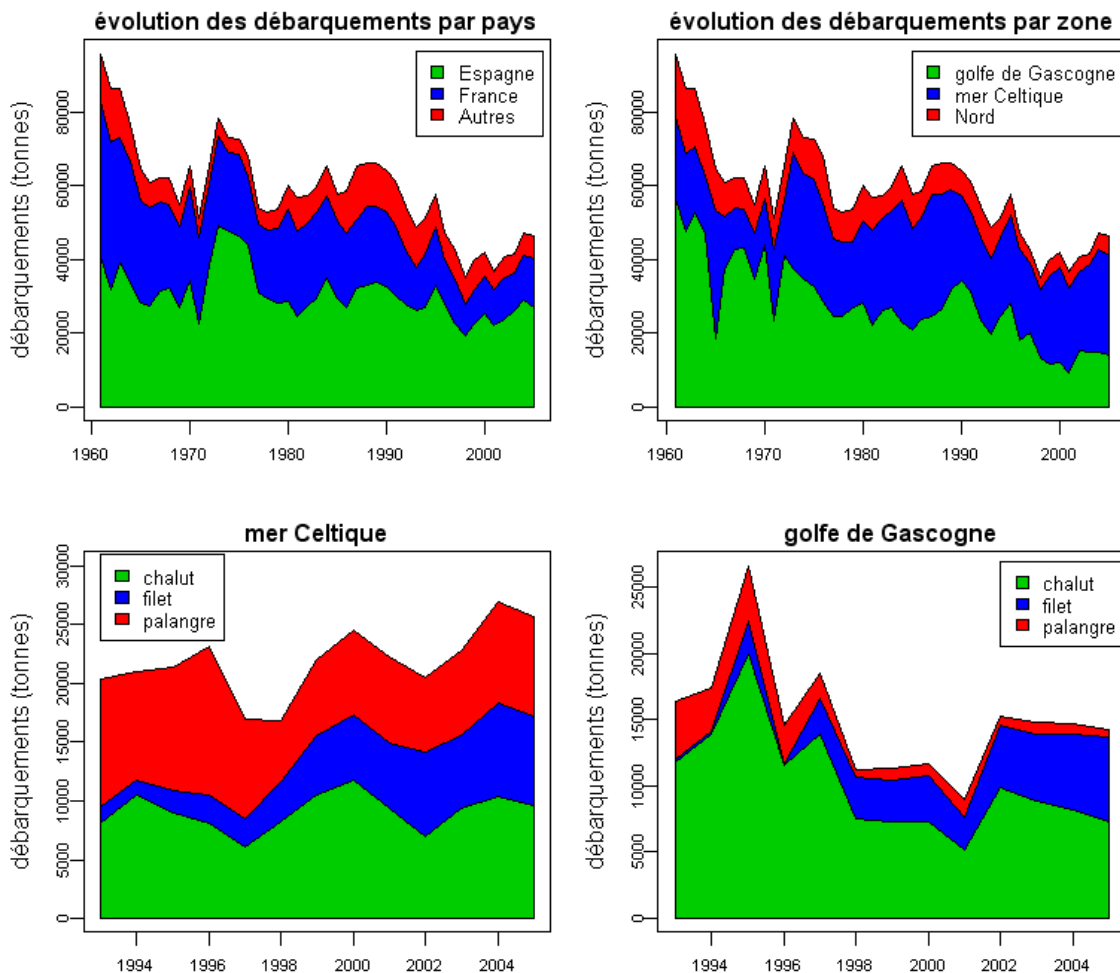 évolution des débarquements par pays
débarquements (tonnes)
80000
60000
40000
20000
0
Espagne
France
Autres
1960
1970
1980
1990
2000
évolution des débarquements par zone
débarquements (tonnes)
80000
60000
40000
20000
0
golfe de Gascogne
mer Celtique
Nord
1960
1970
1980
1990
2000
mer Celtique
débarquements (tonnes)
30000
25000
20000
15000
10000
5000
0
chalut
filet
palangre
1994
1996
1998
2000
2002
2004
golfe de Gascogne
débarquements (tonnes)
25000
20000
15000
10000
5000
0
chalut
filet
palangre
1994
1996
1998
2000
2002
2004